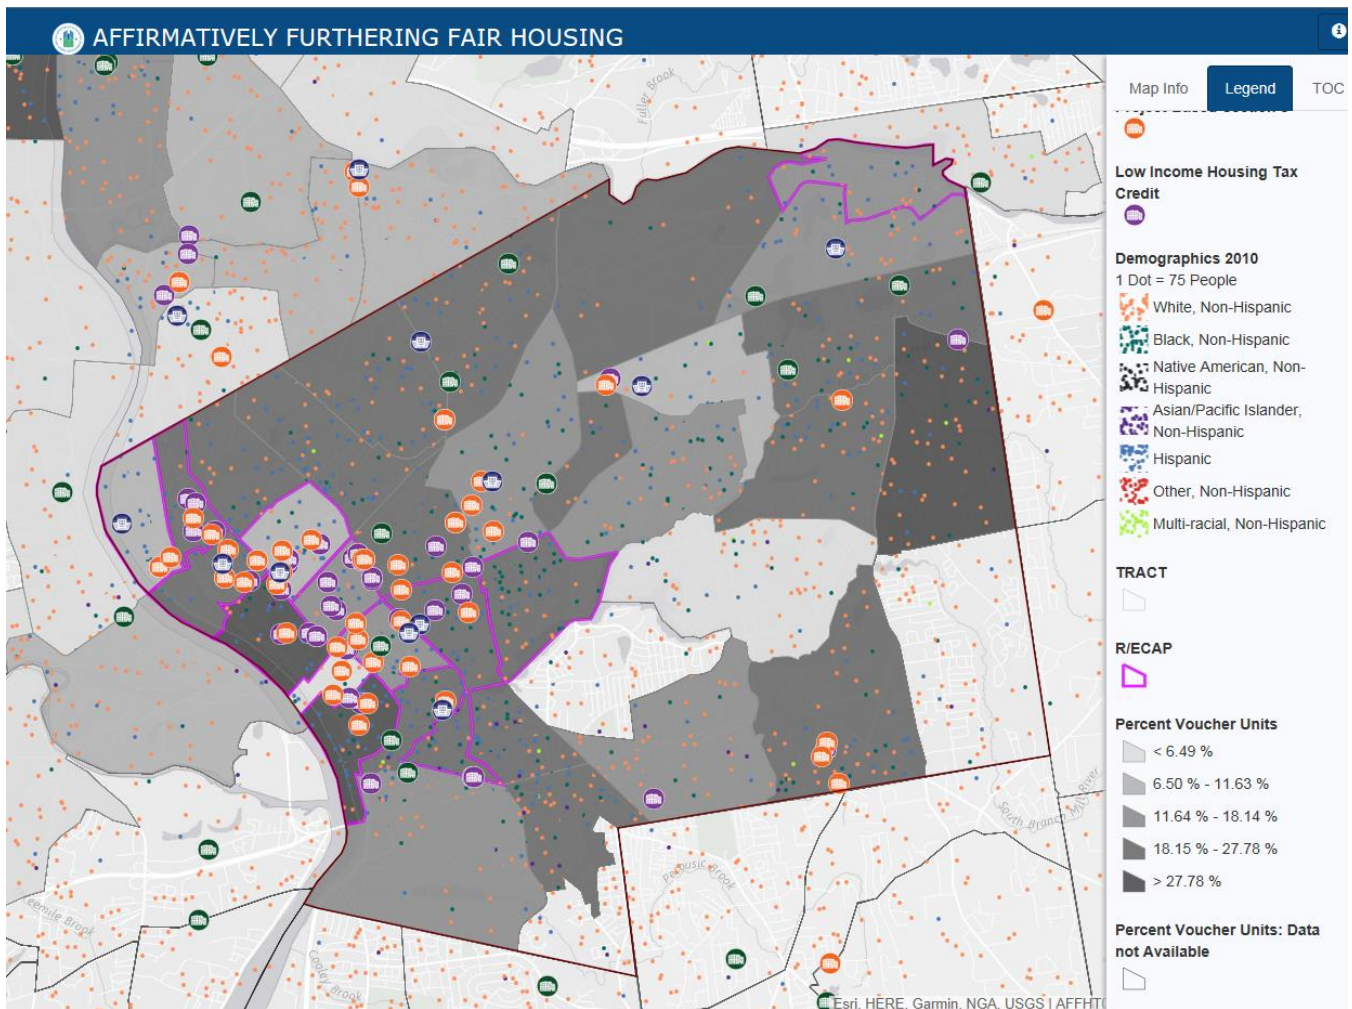 AFFIRMATIVELY FURTHERING FAIR HOUSING
Map Info
Legend
TOC
Low Income Housing Tax
Credit
Demographics 2010
1 Dot = 75 People
White, Non-Hispanic
Black, Non-Hispanic
Native American, Non-
Hispanic
Asian/Pacific Islander,
Non-Hispanic
Hispanic
Other, Non-Hispanic
Multi-racial, Non-Hispanic
TRACT
R/ECAP
Percent Voucher Units
< 6.49 %
6.50 % - 11.63 %
11.64 % - 18.14 %
18.15 % - 27.78 %
> 27.78 %
Percent Voucher Units: Data
not Available
Fuller Brook
South Branch Mill River
Pecousic Brook
Cooley Brook
Esri, HERE, Garmin, NGA, USGS | AFFHT